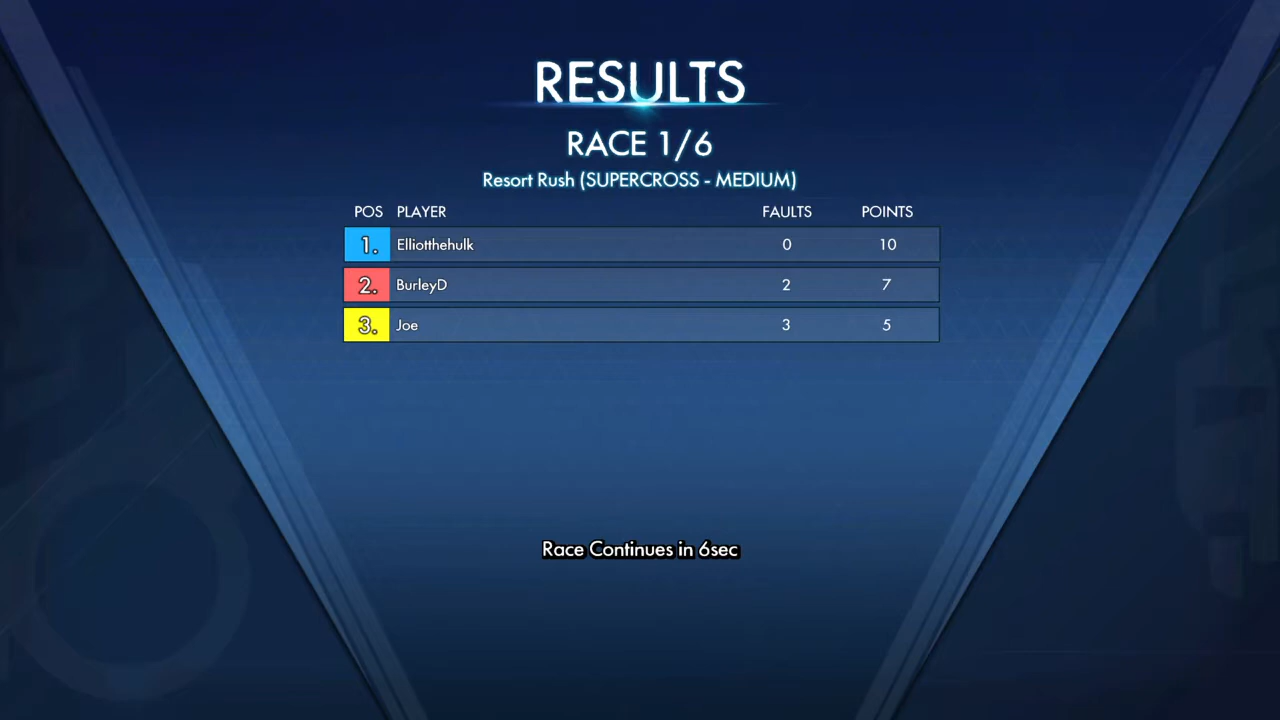 RESULTS
RACE 1/6
Resort Rush (SUPERCROSS - MEDIUM)
POS PLAYER FAULTS POINTS
1. Elliotthehulk 0 10
2. BurleyD 2 7
3. Joe 3 5
Race Continues in 6sec